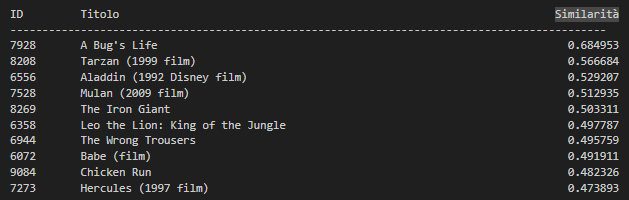 ID Titolo Similarità
--------------------------------------------------------------------------------------------
7928 A Bug's Life 0.684953
8208 Tarzan (1999 film) 0.566684
6556 Aladdin (1992 Disney film) 0.529207
7528 Mulan (2009 film) 0.512935
8269 The Iron Giant 0.503311
6358 Leo the Lion: King of the Jungle 0.497787
6944 The Wrong Trousers 0.495759
6072 Babe (film) 0.491911
9084 Chicken Run 0.482326
7273 Hercules (1997 film) 0.473893